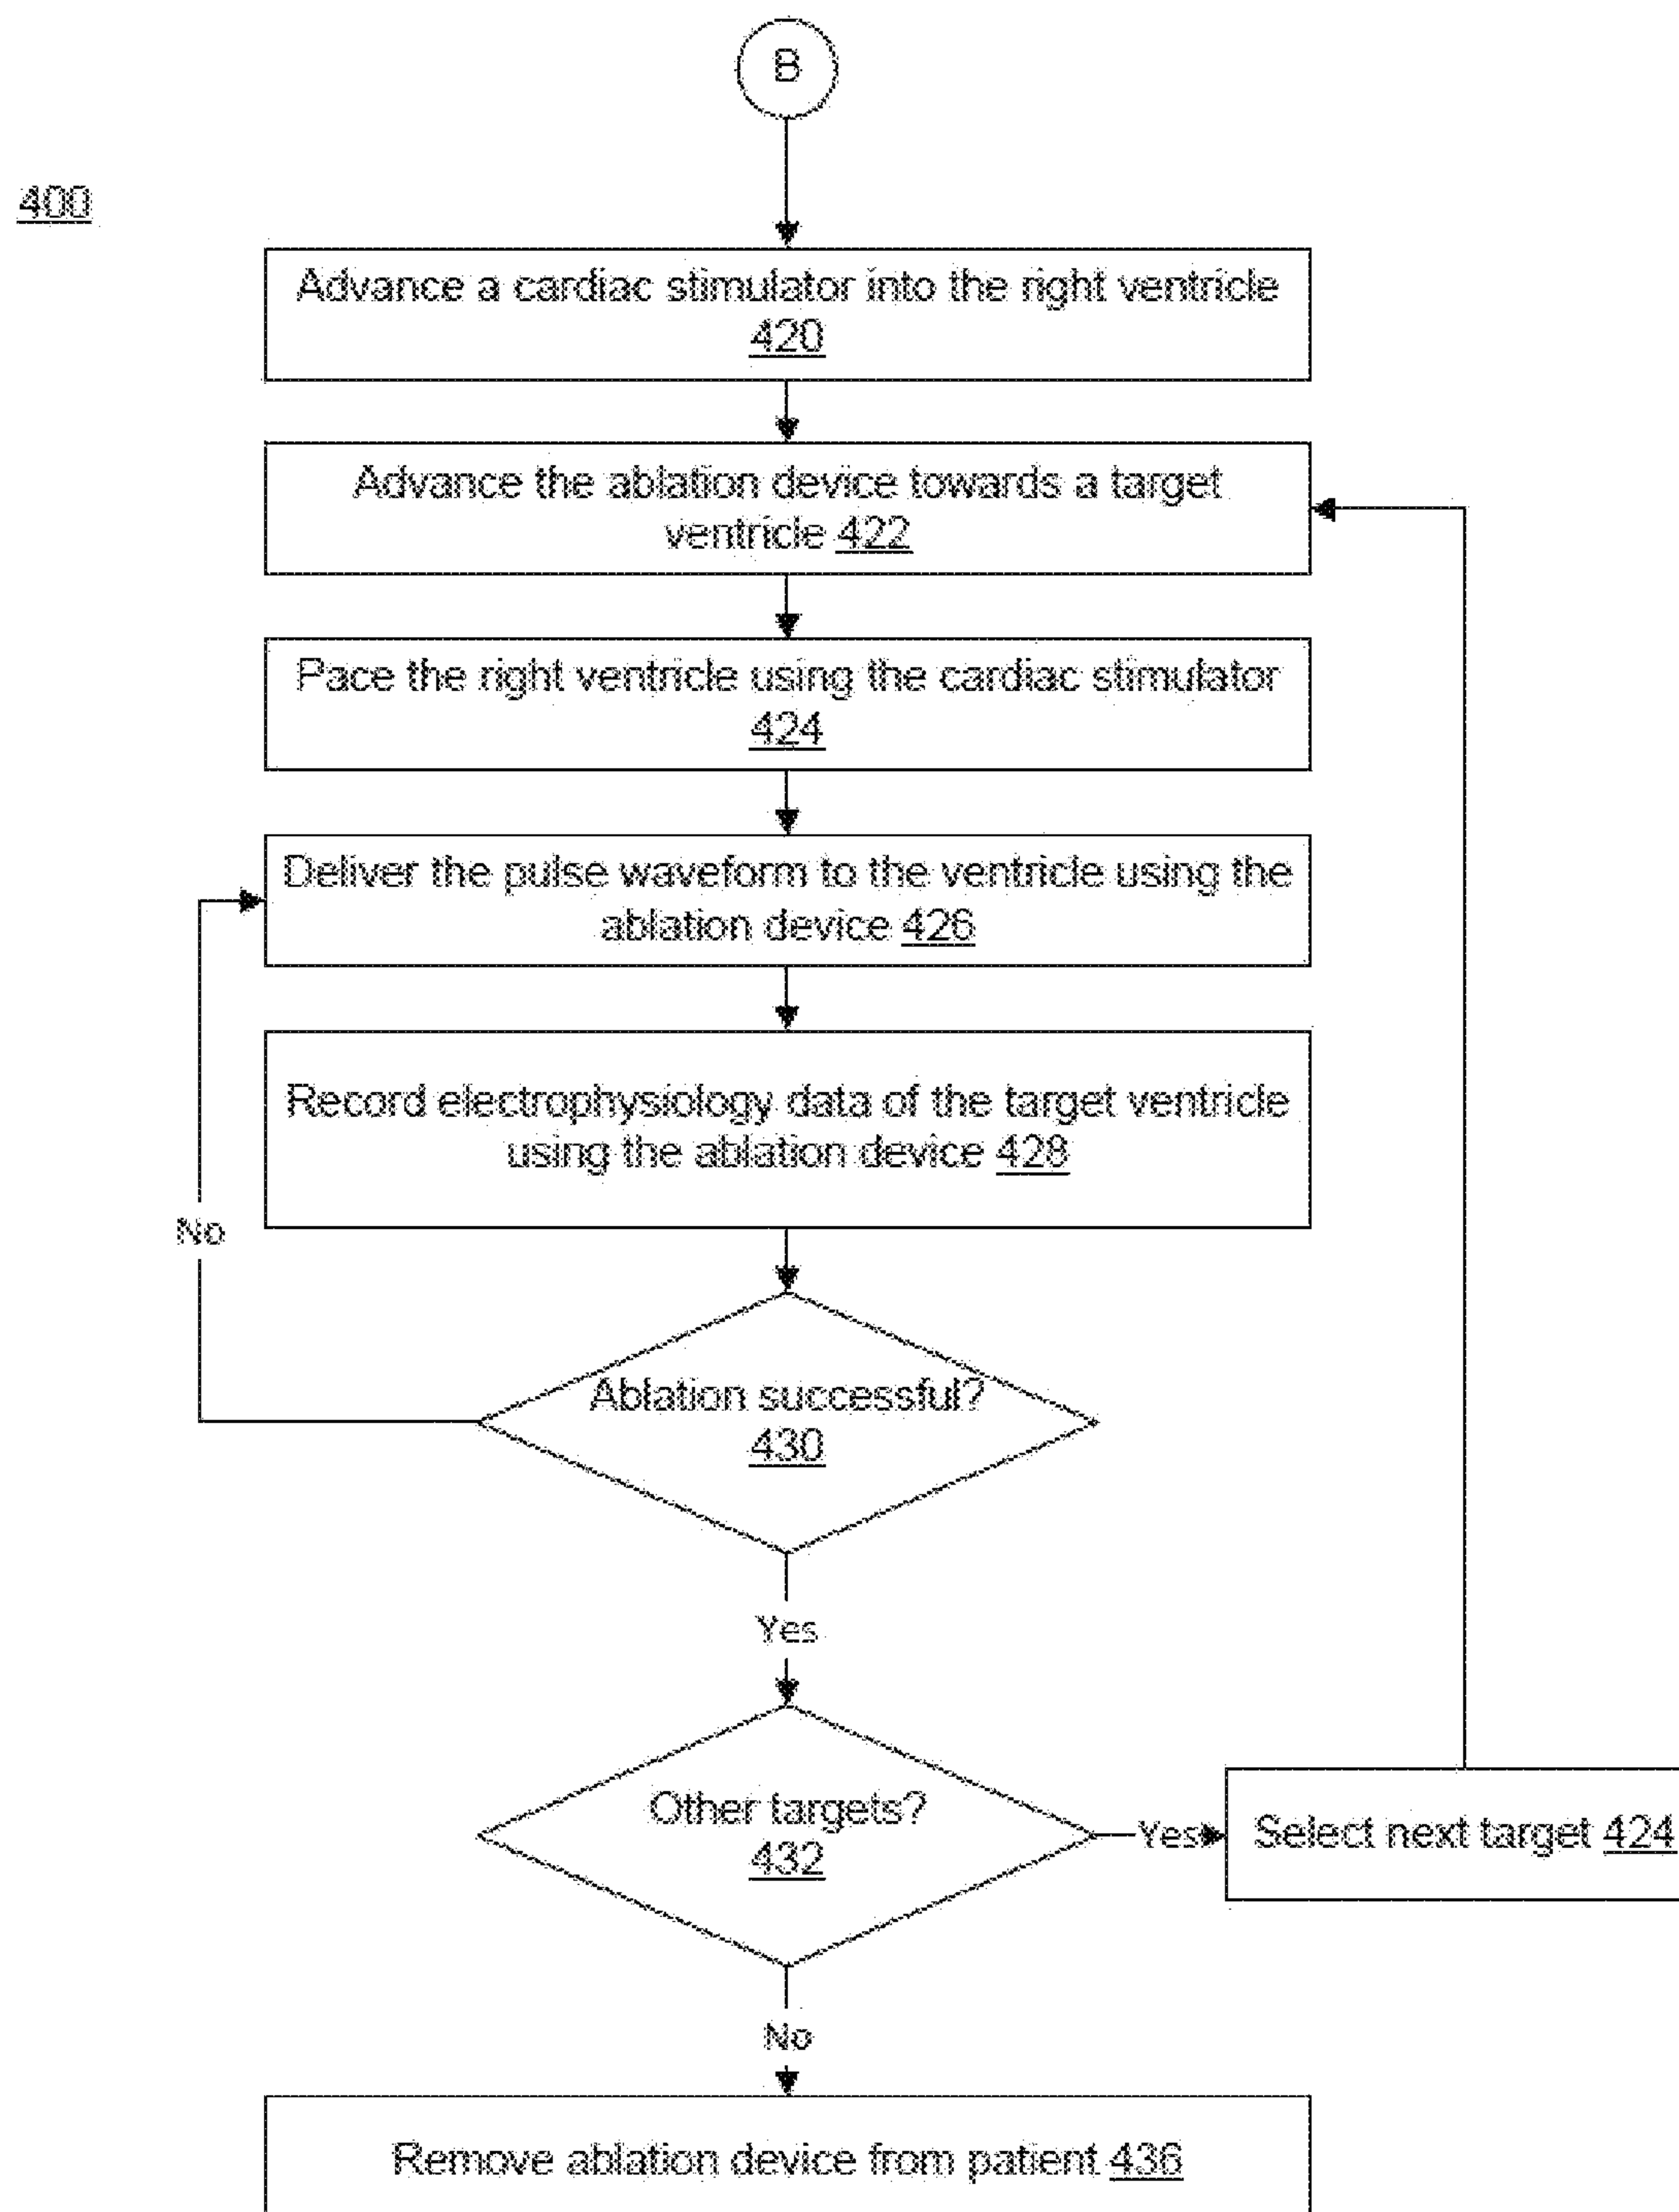 B
400
Advance a cardiac stimulator into the right ventricle
420
Advance the ablation device towards a target
ventricle 422
Pace the right ventricle using the cardiac stimulator
424
Deliver the pulse waveform to the ventricle using the
ablation device 426
Record electrophysiology data of the target ventricle
using the ablation device 428
No
Ablation successful?
430
Yes
Other targets?
432
Yes
Select next target 424
No
Remove ablation device from patient 436